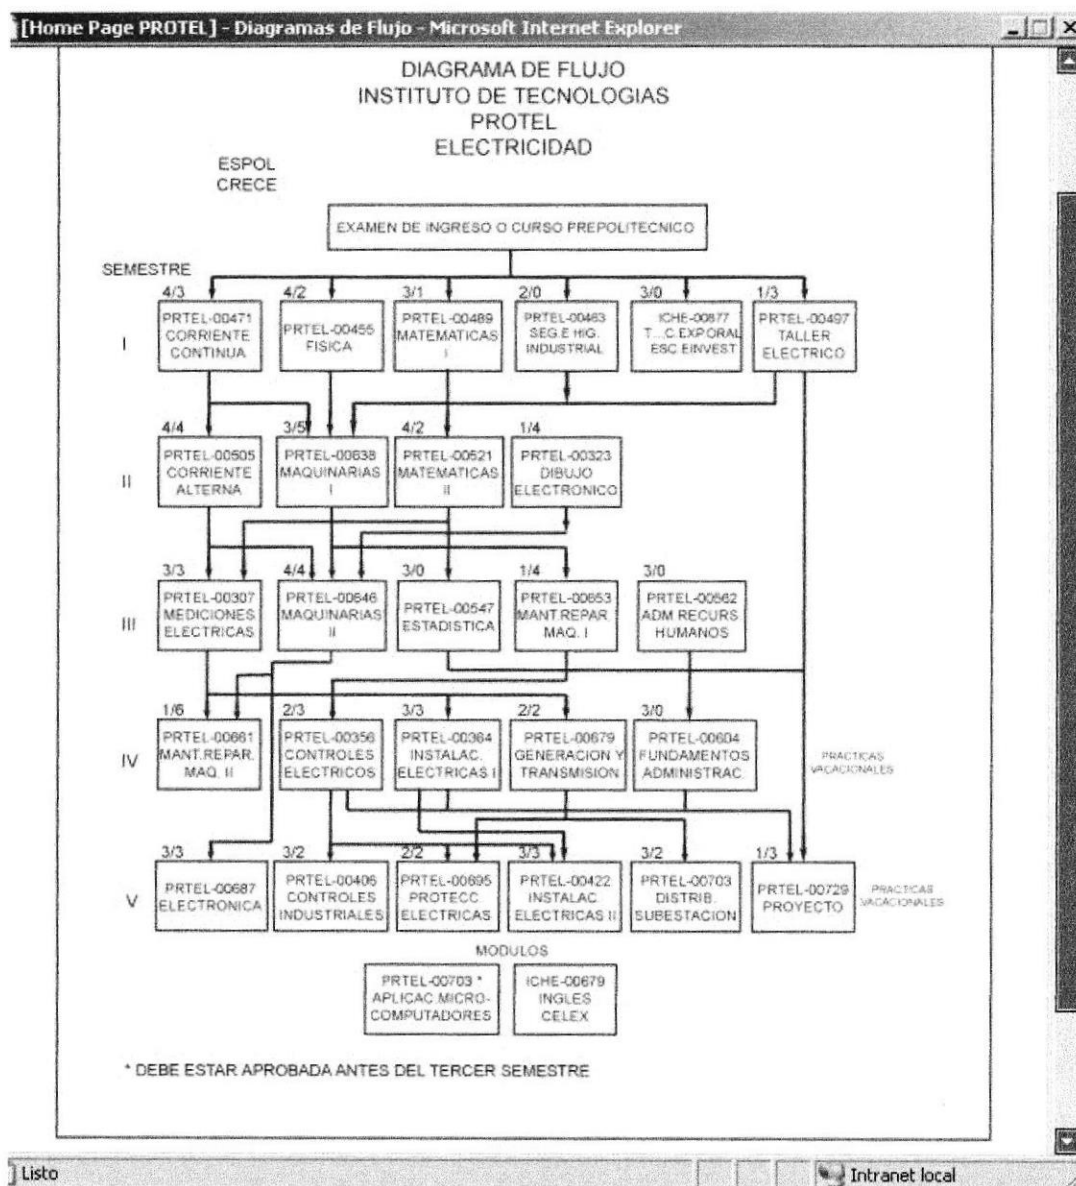 [Home Page PROTEL] - Diagramas de Flujo - Microsoft Internet Explorer
DIAGRAMA DE FLUJO
INSTITUTO DE TECNOLOGIAS
PROTEL
ELECTRICIDAD
ESPOL
CRECE
EXAMEN DE INGRESO O CURSO PREPOLITECNICO
SEMESTRE
I
4/3
PRTEL-00471
CORRIENTE
CONTINUA
4/2
PRTEL-00455
FISICA
3/1
PRTEL-00489
MATEMATICAS
I
2/0
PRTEL-00463
SEG.E HIG.
INDUSTRIAL
3/0
ICHE-00877
T...C.EXPORAL
ESC EINVEST
1/3
PRTEL-00497
TALLER
ELECTRICO
II
4/4
PRTEL-00505
CORRIENTE
ALTERNA
3/5
PRTEL-00638
MAQUINARIAS
I
4/2
PRTEL-00521
MATEMATICAS
II
1/4
PRTEL-00323
DIBUJO
ELECTRONICO
III
3/3
PRTEL-00307
MEDICIONES
ELECTRICAS
4/4
PRTEL-00646
MAQUINARIAS
II
3/0
PRTEL-00547
ESTADISTICA
1/4
PRTEL-00653
MANT.REPAR.
MAQ. I
3/0
PRTEL-00562
ADM.RECURS
HUMANOS
IV
1/6
PRTEL-00661
MANT.REPAR.
MAQ. II
2/3
PRTEL-00356
CONTROLES
ELECTRICOS
3/3
PRTEL-00364
INSTALAC.
ELECTRICAS I
2/2
PRTEL-00679
GENERACION Y
TRANSMISION
3/0
PRTEL-00604
FUNDAMENTOS
ADMINISTRAC.
PRACTICAS
VACACIONALES
V
3/3
PRTEL-00687
ELECTRONICA
3/2
PRTEL-00406
CONTROLES
INDUSTRIALES
2/2
PRTEL-00695
PROTECC.
ELECTRICAS
3/3
PRTEL-00422
INSTALAC.
ELECTRICAS II
3/2
PRTEL-00703
DISTRIB.
SUBESTACION
1/3
PRTEL-00729
PROYECTO
PRACTICAS
VACACIONALES
MODULOS
PRTEL-00703 *
APLICAC.MICRO-
COMPUTADORES
ICHE-00679
INGLES
CELEX
* DEBE ESTAR APROBADA ANTES DEL TERCER SEMESTRE
Listo
Intranet local